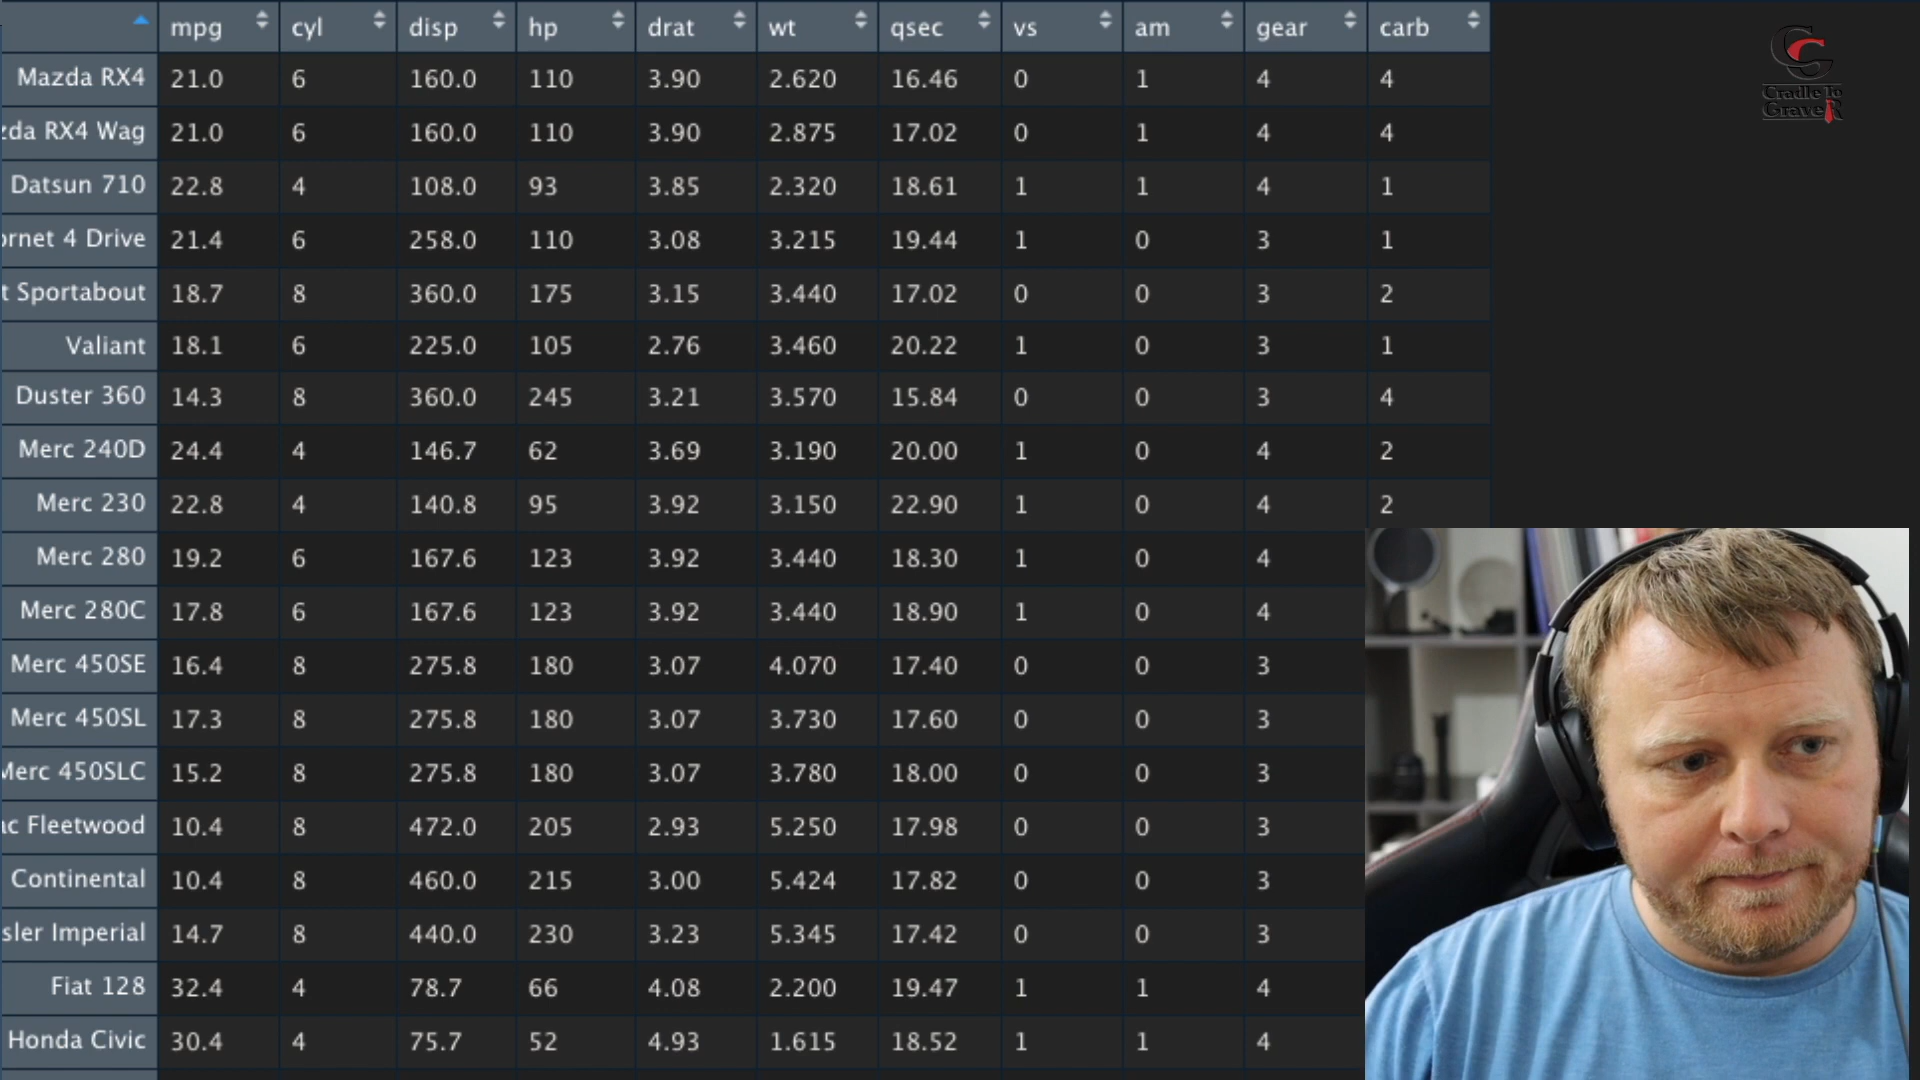 mpg cyl disp hp drat wt qsec vs am gear carb
Mazda RX4 21.0 6 160.0 110 3.90 2.620 16.46 0 1 4 4
zda RX4 Wag 21.0 6 160.0 110 3.90 2.875 17.02 0 1 4 4
Datsun 710 22.8 4 108.0 93 3.85 2.320 18.61 1 1 4 1
ornet 4 Drive 21.4 6 258.0 110 3.08 3.215 19.44 1 0 3 1
t Sportabout 18.7 8 360.0 175 3.15 3.440 17.02 0 0 3 2
Valiant 18.1 6 225.0 105 2.76 3.460 20.22 1 0 3 1
Duster 360 14.3 8 360.0 245 3.21 3.570 15.84 0 0 3 4
Merc 240D 24.4 4 146.7 62 3.69 3.190 20.00 1 0 4 2
Merc 230 22.8 4 140.8 95 3.92 3.150 22.90 1 0 4 2
Merc 280 19.2 6 167.6 123 3.92 3.440 18.30 1 0 4
Merc 280C 17.8 6 167.6 123 3.92 3.440 18.90 1 0 4
Merc 450SE 16.4 8 275.8 180 3.07 4.070 17.40 0 0 3
Merc 450SL 17.3 8 275.8 180 3.07 3.730 17.60 0 0 3
Merc 450SLC 15.2 8 275.8 180 3.07 3.780 18.00 0 0 3
ac Fleetwood 10.4 8 472.0 205 2.93 5.250 17.98 0 0 3
Continental 10.4 8 460.0 215 3.00 5.424 17.82 0 0 3
sler Imperial 14.7 8 440.0 230 3.23 5.345 17.42 0 0 3
Fiat 128 32.4 4 78.7 66 4.08 2.200 19.47 1 1 4
Honda Civic 30.4 4 75.7 52 4.93 1.615 18.52 1 1 4
Cradle To
GraveR